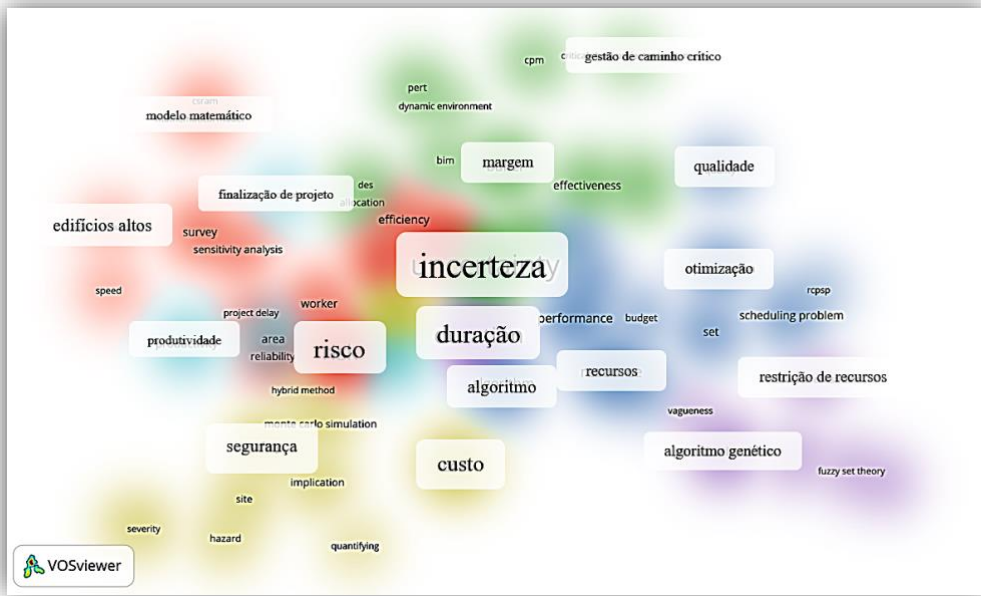 cpm
gestão de caminho crítico
pert
dynamic environment
csram
modelo matemático
bim
margem
qualidade
des
effectiveness
finalização de projeto
allocation
efficiency
edifícios altos
survey
sensitivity analysis
incerteza
otimização
speed
worker
rcpsp
project delay
performance
budget
scheduling problem
set
produtividade
area
duração
risco
reliability
recursos
restrição de recursos
algoritmo
hybrid method
vagueness
monte carlo simulation
segurança
algoritmo genético
custo
fuzzy set theory
implication
site
severity
hazard
quantifying
VOSviewer